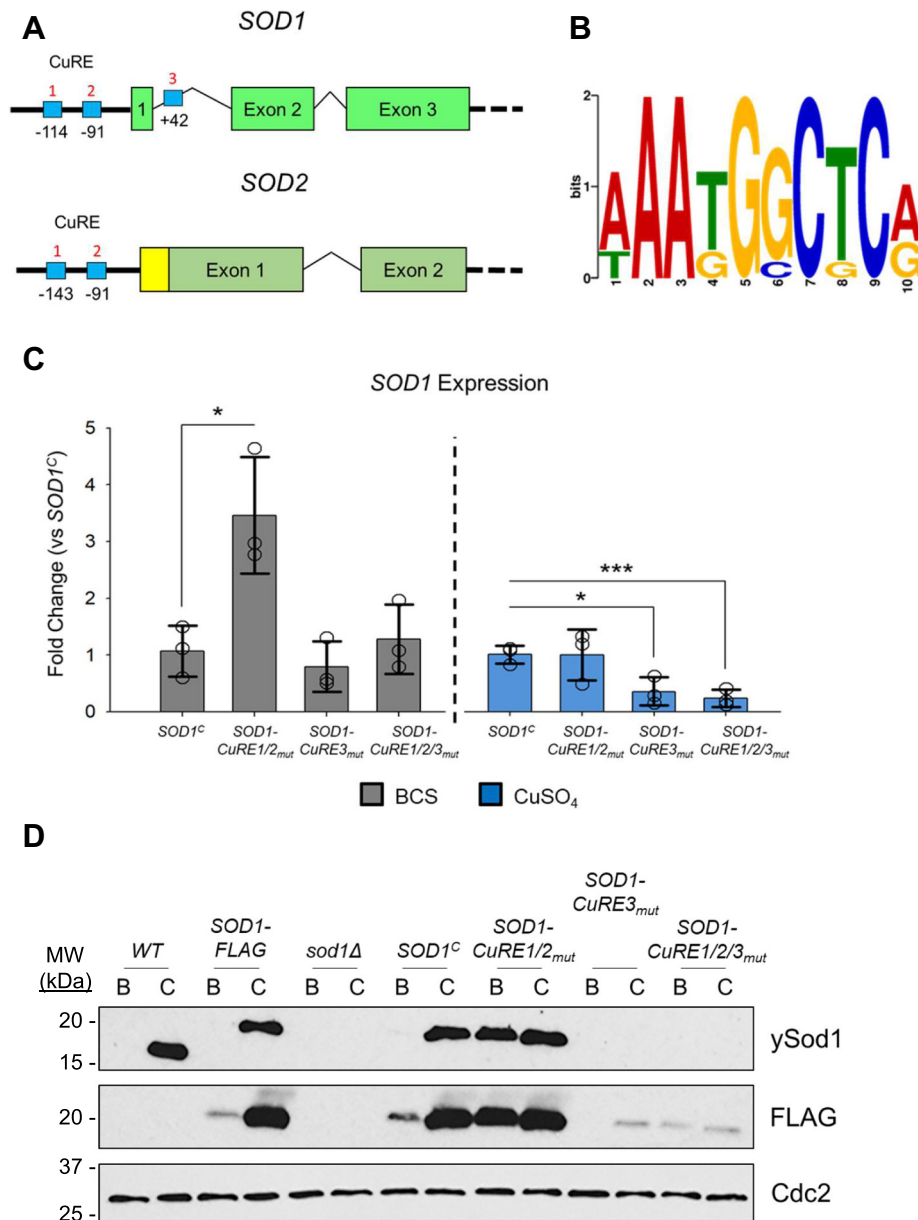 A
SOD1
CuRE
1 2 3
1 Exon 2 Exon 3
-114 -91 +42
SOD2
CuRE
1 2
Exon 1 Exon 2
-143 -91
B
2
bits
1
0
A A A T G G C T C A
T G C G G
1 2 3 4 5 6 7 8 9 10
C
SOD1 Expression
Fold Change (vs SOD1ᶜ)
5
4
3
2
1
0
*
***
*
SOD1ᶜ
SOD1-
CuRE1/2mut
SOD1-
CuRE3mut
SOD1-
CuRE1/2/3mut
SOD1ᶜ
SOD1-
CuRE1/2mut
SOD1-
CuRE3mut
SOD1-
CuRE1/2/3mut
BCS CuSO₄
D
MW
(kDa)
WT
SOD1-
FLAG
sod1Δ
SOD1ᶜ
SOD1-
CuRE1/2mut
SOD1-
CuRE3mut
SOD1-
CuRE1/2/3mut
B C B C B C B C B C B C B C
20 -
15 -
ySod1
20 -
FLAG
37 -
25 -
Cdc2